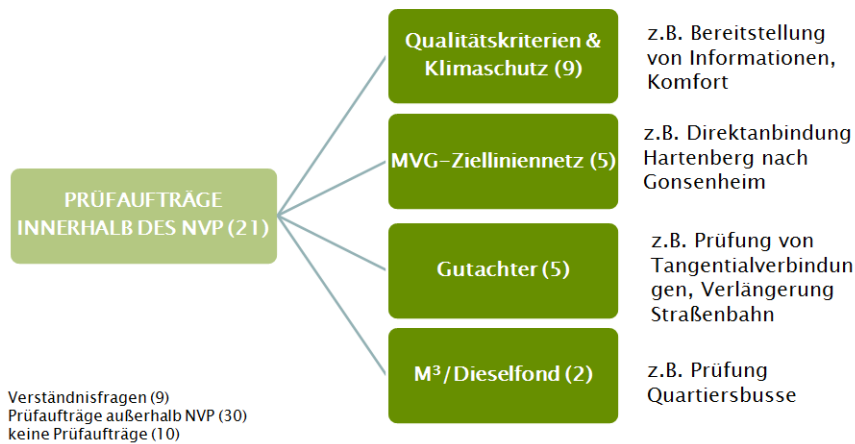 Qualitätskriterien &
Klimaschutz (9)
z.B. Bereitstellung
von Informationen,
Komfort
MVG-Zielliniennetz (5)
z.B. Direktanbindung
Hartenberg nach
Gonsenheim
PRÜFAUFTRÄGE
INNERHALB DES NVP (21)
Gutachter (5)
z.B. Prüfung von
Tangentialverbindun
gen, Verlängerung
Straßenbahn
M³/Dieselfond (2)
z.B. Prüfung
Quartiersbusse
Verständnisfragen (9)
Prüfaufträge außerhalb NVP (30)
keine Prüfaufträge (10)